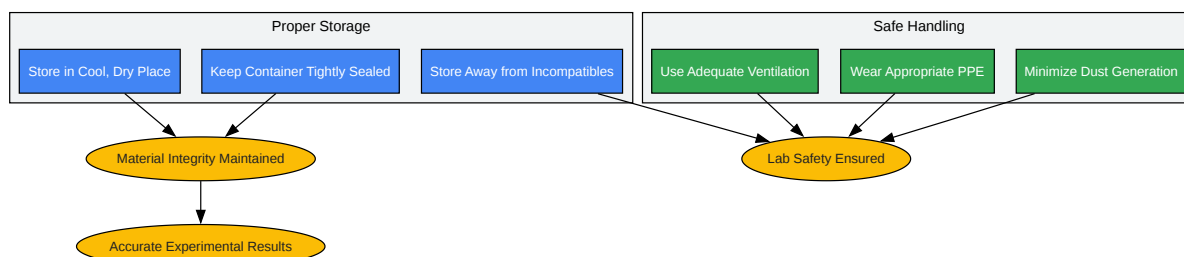 Proper Storage
Safe Handling
Store in Cool, Dry Place
Keep Container Tightly Sealed
Store Away from Incompatibles
Use Adequate Ventilation
Wear Appropriate PPE
Minimize Dust Generation
Material Integrity Maintained
Lab Safety Ensured
Accurate Experimental Results